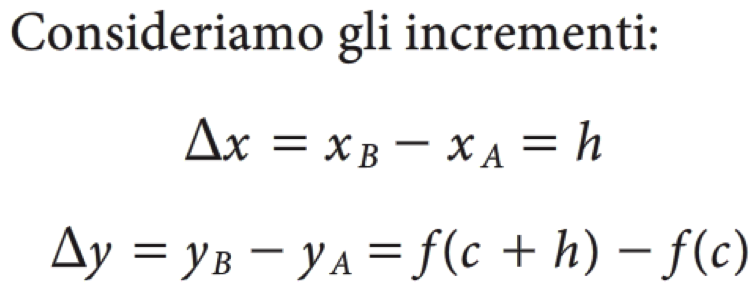 Consideriamo gli incrementi:
Δx = x_B − x_A = h
Δy = y_B − y_A = f(c + h) − f(c)